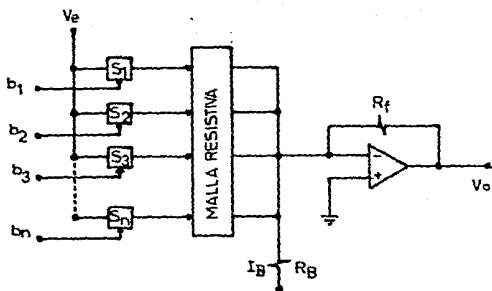 Ve
S1
b1
S2
b2
S3
b3
Sn
bn
MALLA RESISTIVA
Rf
-
+
Vo
IB RB